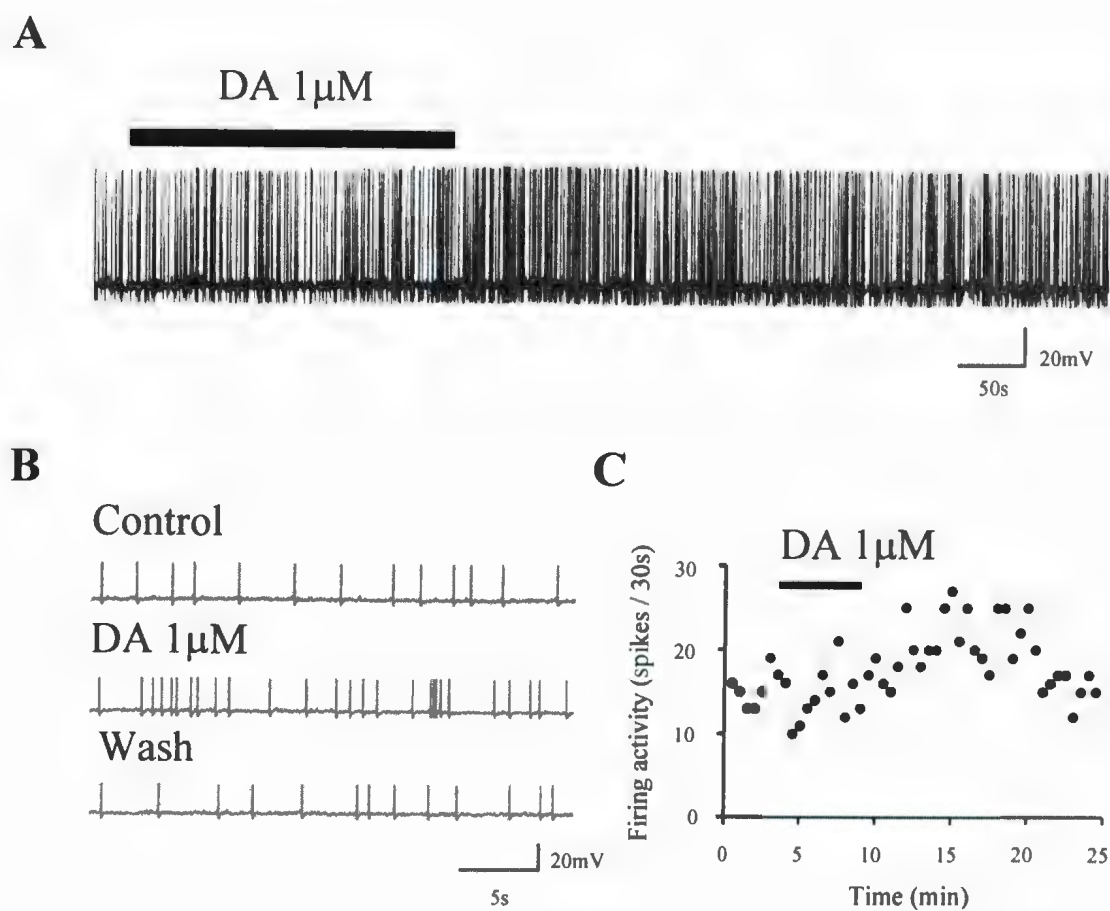 A
DA 1μM
20mV
50s
B
Control
DA 1μM
Wash
20mV
5s
C
DA 1μM
Firing activity (spikes / 30s)
30
20
10
0
0 5 10 15 20 25
Time (min)